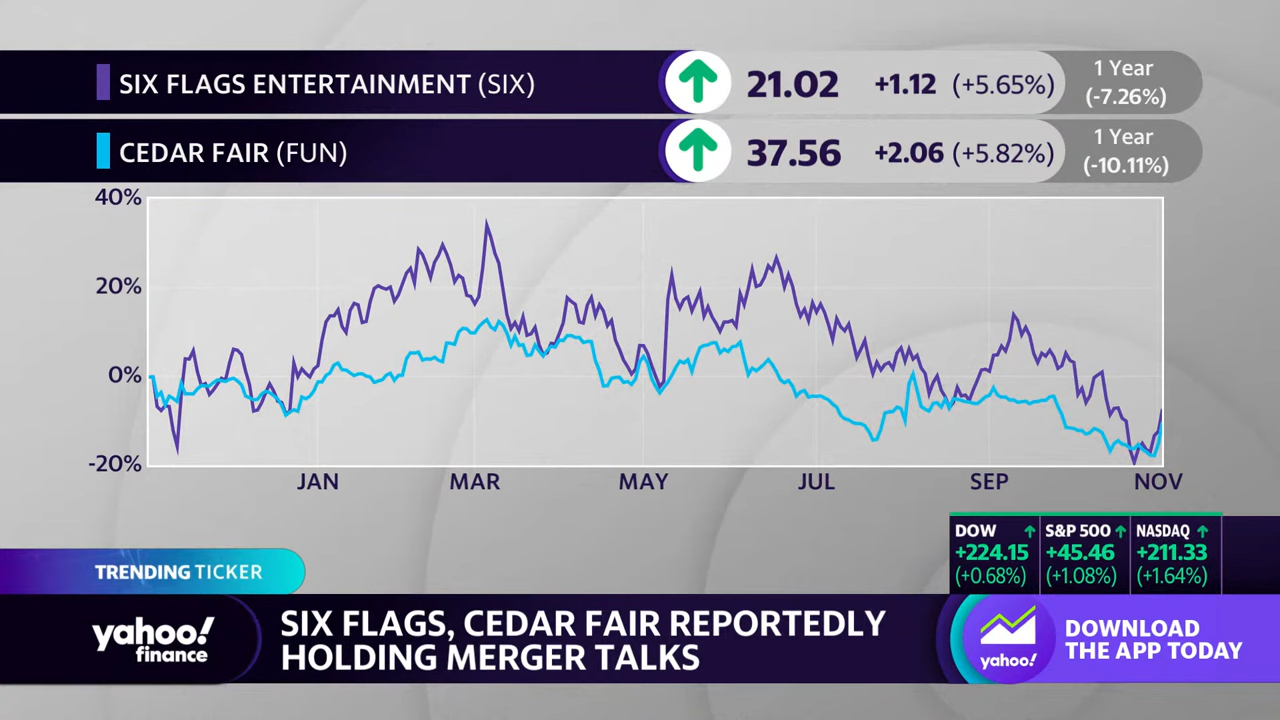 SIX FLAGS ENTERTAINMENT (SIX) 21.02 +1.12 (+5.65%) 1 Year
(-7.26%)
CEDAR FAIR (FUN) 37.56 +2.06 (+5.82%) 1 Year
(-10.11%)
40%
20%
0%
-20%
JAN MAR MAY JUL SEP NOV
DOW S&P 500 NASDAQ
+224.15 +45.46 +211.33
(+0.68%) (+1.08%) (+1.64%)
TRENDING TICKER
yahoo!
finance
SIX FLAGS, CEDAR FAIR REPORTEDLY
HOLDING MERGER TALKS
yahoo!
DOWNLOAD
THE APP TODAY